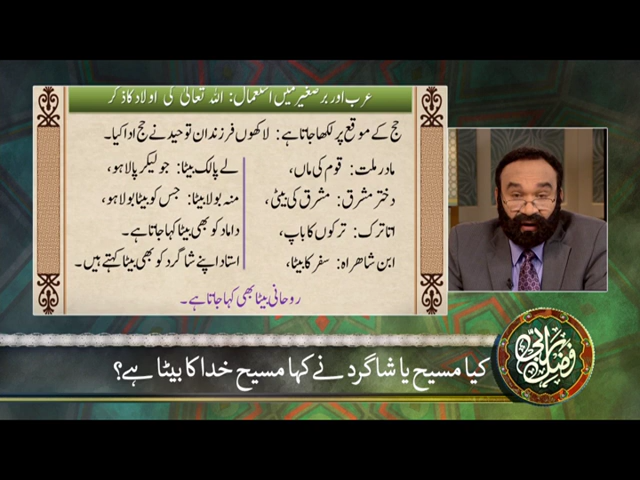 عرب اور برصغیر میں استعمال: اللہ تعالیٰ کی اولاد کا ذکر
حج کے موقع پر لکھا جاتا ہے: لاکھوں فرزندان توحید نے حج ادا کیا۔
مادر ملت: قوم کی ماں،
دختر مشرق: مشرق کی بیٹی،
اتاترک: ترکوں کا باپ،
ابن شاھراہ: سفر کا بیٹا،
لے پالک بیٹا: جو لیکر پالا ہو،
منہ بولا بیٹا: جس کو بیٹا بولا ہو،
داماد کو بھی بیٹا کہا جاتا ہے۔
استاد اپنے شاگرد کو بھی بیٹا کہتے ہیں۔
روحانی بیٹا بھی کہا جاتا ہے۔
کیا مسیح یا شاگرد نے کہا مسیح خدا کا بیٹا ہے؟
فضل ربی